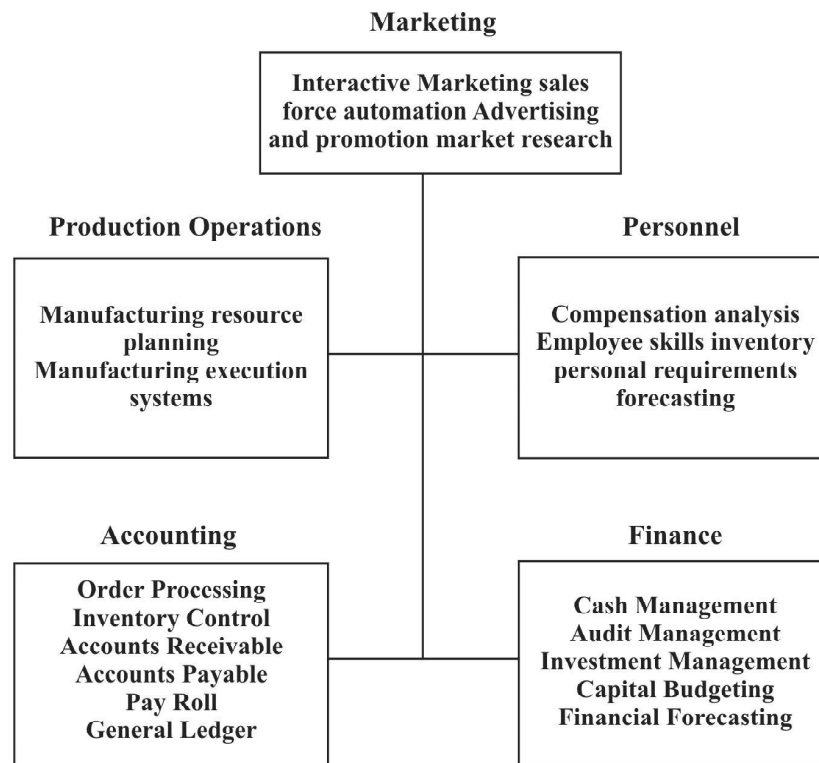 Marketing
Interactive Marketing sales
force automation Advertising
and promotion market research
Production Operations
Manufacturing resource
planning
Manufacturing execution
systems
Personnel
Compensation analysis
Employee skills inventory
personal requirements
forecasting
Accounting
Order Processing
Inventory Control
Accounts Receivable
Accounts Payable
Pay Roll
General Ledger
Finance
Cash Management
Audit Management
Investment Management
Capital Budgeting
Financial Forecasting